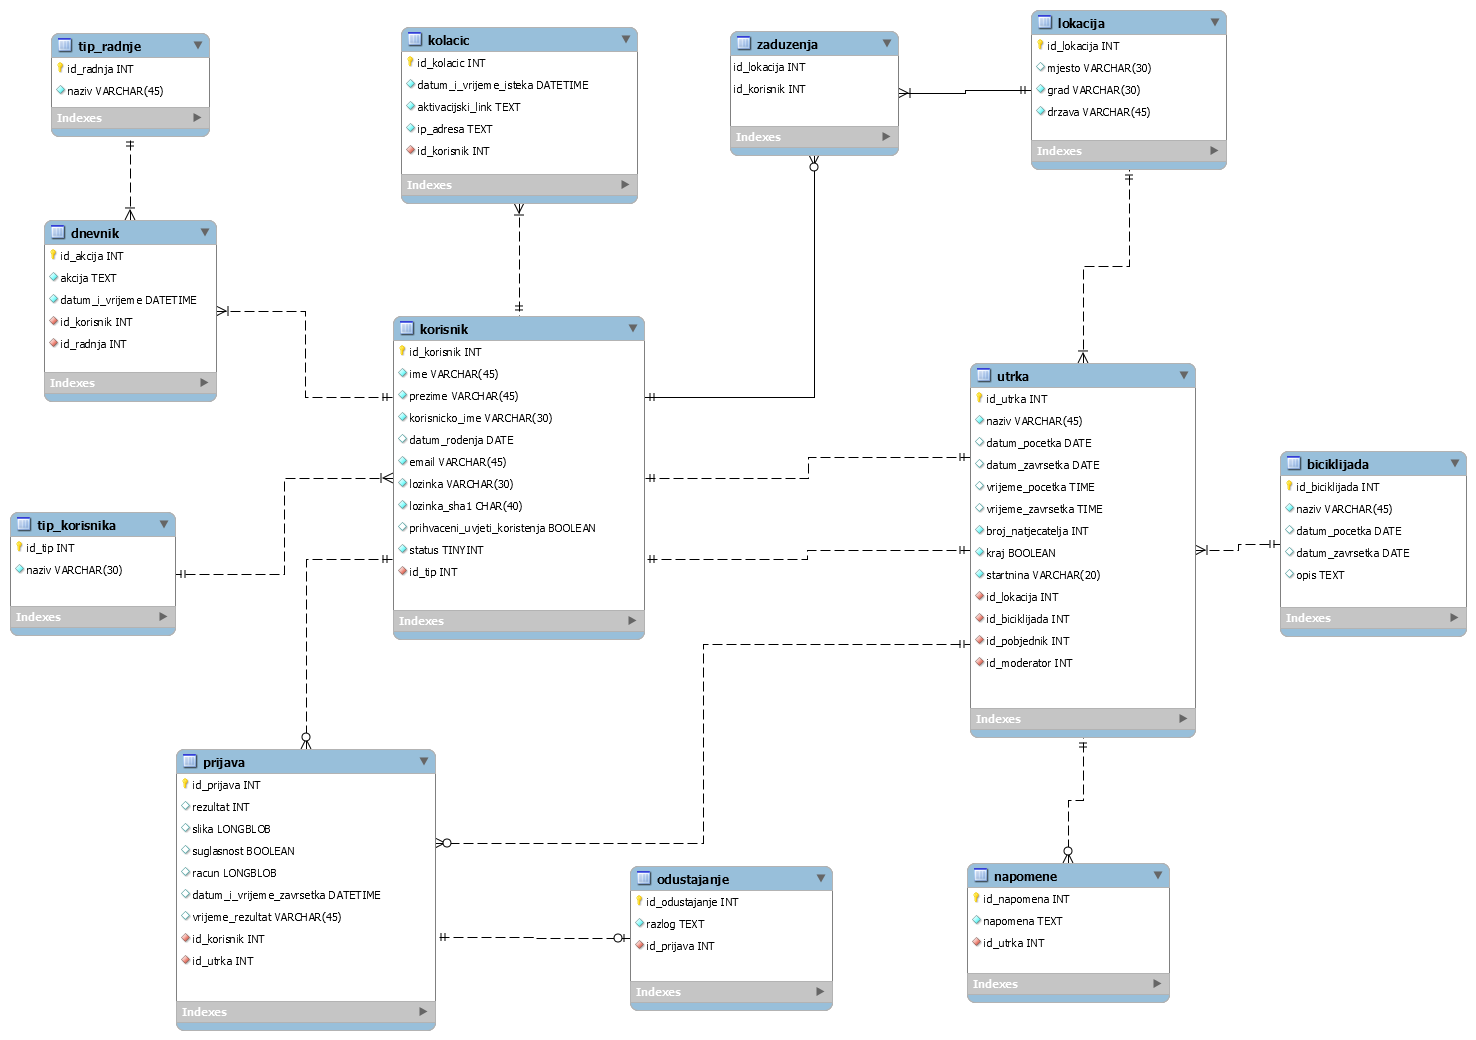 tip_radnje
id_radnja INT
naziv VARCHAR(45)
Indexes
kolacic
id_kolacic INT
datum_i_vrijeme_isteka DATETIME
aktivacijski_link TEXT
ip_adresa TEXT
id_korisnik INT
Indexes
zaduzenja
id_lokacija INT
id_korisnik INT
Indexes
lokacija
id_lokacija INT
mjesto VARCHAR(30)
grad VARCHAR(30)
drzava VARCHAR(45)
Indexes
dnevnik
id_akcija INT
akcija TEXT
datum_i_vrijeme DATETIME
id_korisnik INT
id_radnja INT
Indexes
korisnik
id_korisnik INT
ime VARCHAR(45)
prezime VARCHAR(45)
korisnicko_ime VARCHAR(30)
datum_rodenja DATE
email VARCHAR(45)
lozinka VARCHAR(30)
lozinka_sha1 CHAR(40)
prihvaceni_uvjeti_koristenja BOOLEAN
status TINYINT
id_tip INT
Indexes
utrka
id_utrka INT
naziv VARCHAR(45)
datum_pocetka DATE
datum_zavrsetka DATE
vrijeme_pocetka TIME
vrijeme_zavrsetka TIME
broj_natjecatelja INT
kraj BOOLEAN
startnina VARCHAR(20)
id_lokacija INT
id_biciklijada INT
id_pobjednik INT
id_moderator INT
Indexes
biciklijada
id_biciklijada INT
naziv VARCHAR(45)
datum_pocetka DATE
datum_zavrsetka DATE
opis TEXT
Indexes
tip_korisnika
id_tip INT
naziv VARCHAR(30)
Indexes
prijava
id_prijava INT
rezultat INT
slika LONGBLOB
suglasnost BOOLEAN
racun LONGBLOB
datum_i_vrijeme_zavrsetka DATETIME
vrijeme_rezultat VARCHAR(45)
id_korisnik INT
id_utrka INT
Indexes
odustajanje
id_odustajanje INT
razlog TEXT
id_prijava INT
Indexes
napomene
id_napomena INT
napomena TEXT
id_utrka INT
Indexes